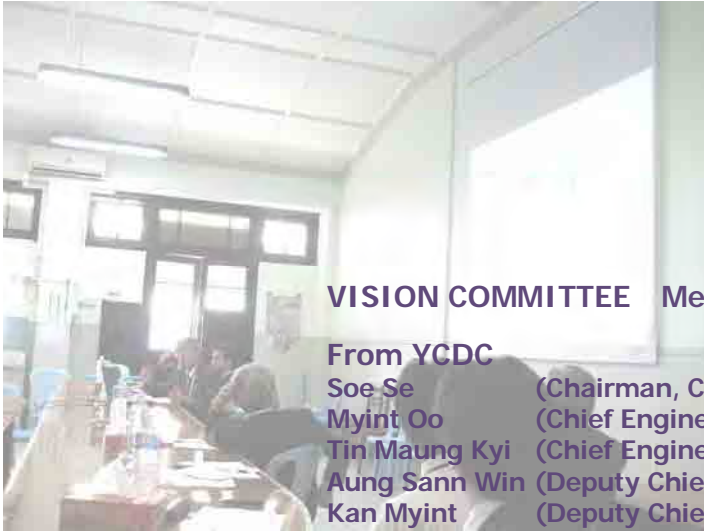 VISION COMMITTEE Me
From YCDC
Soe Se (Chairman, C
Myint Oo (Chief Engine
Tin Maung Kyi (Chief Engine
Aung Sann Win (Deputy Chie
Kan Myint (Deputy Chie